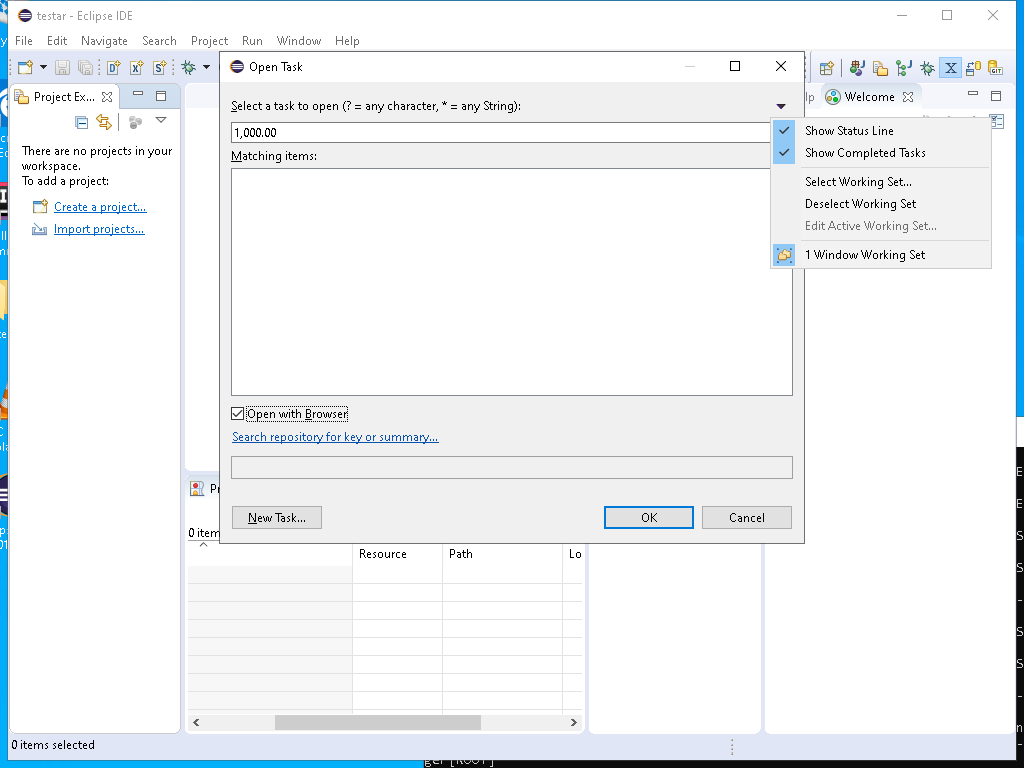 testar - Eclipse IDE
File Edit Navigate Search Project Run Window Help
Open Task
Project Ex...
Welcome
Select a task to open (? = any character, * = any String):
1,000.00
Matching items:
Show Status Line
Show Completed Tasks
Select Working Set...
Deselect Working Set
Edit Active Working Set...
1 Window Working Set
There are no projects in your
workspace.
To add a project:
Create a project...
Import projects...
Open with Browser
Search repository for key or summary...
New Task...
OK
Cancel
Pr
0 item
Resource
Path
Lo
0 items selected